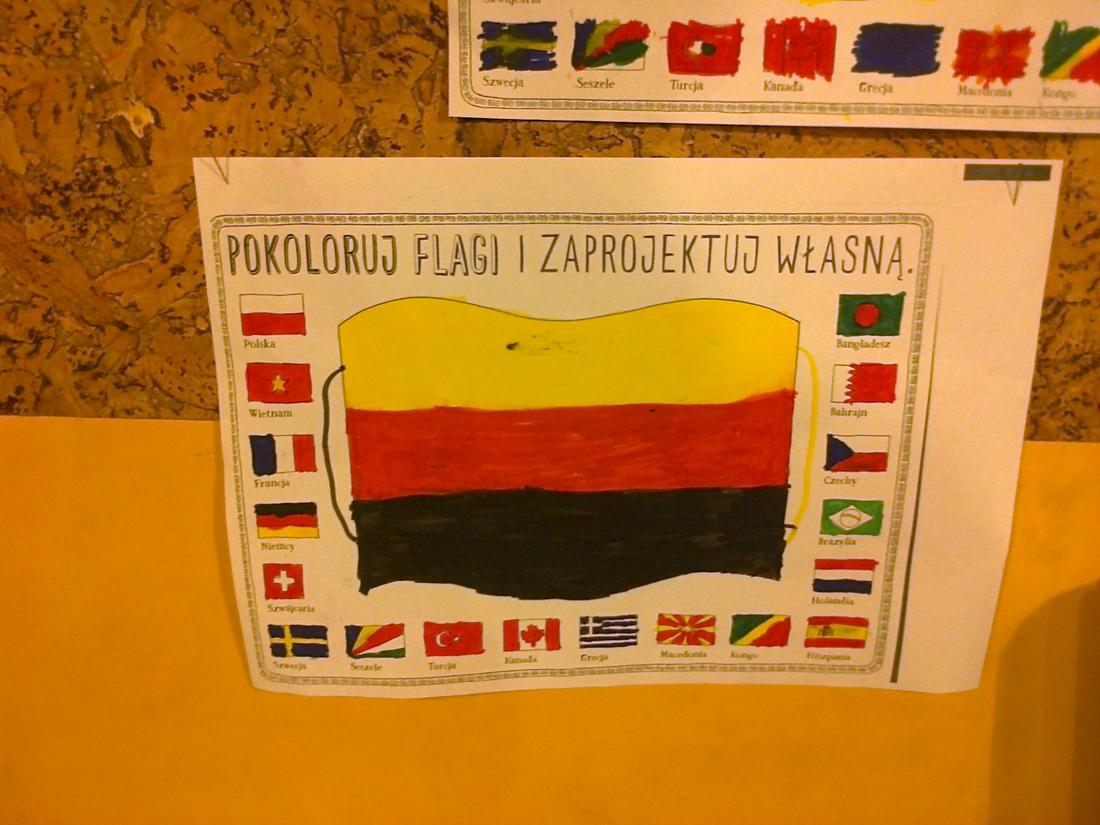 Szwajcaria
Szwecja Seszele Turcja Kanada Grecja Macedonia Kongo
POKOLORUJ FLAGI I ZAPROJEKTUJ WŁASNĄ.
Polska
Wietnam
Francja
Niemcy
Szwajcaria
Bangladesz
Bahrajn
Czechy
Brazylia
Holandia
Szwecja Seszele Turcja Kanada Grecja Macedonia Kongo Hiszpania